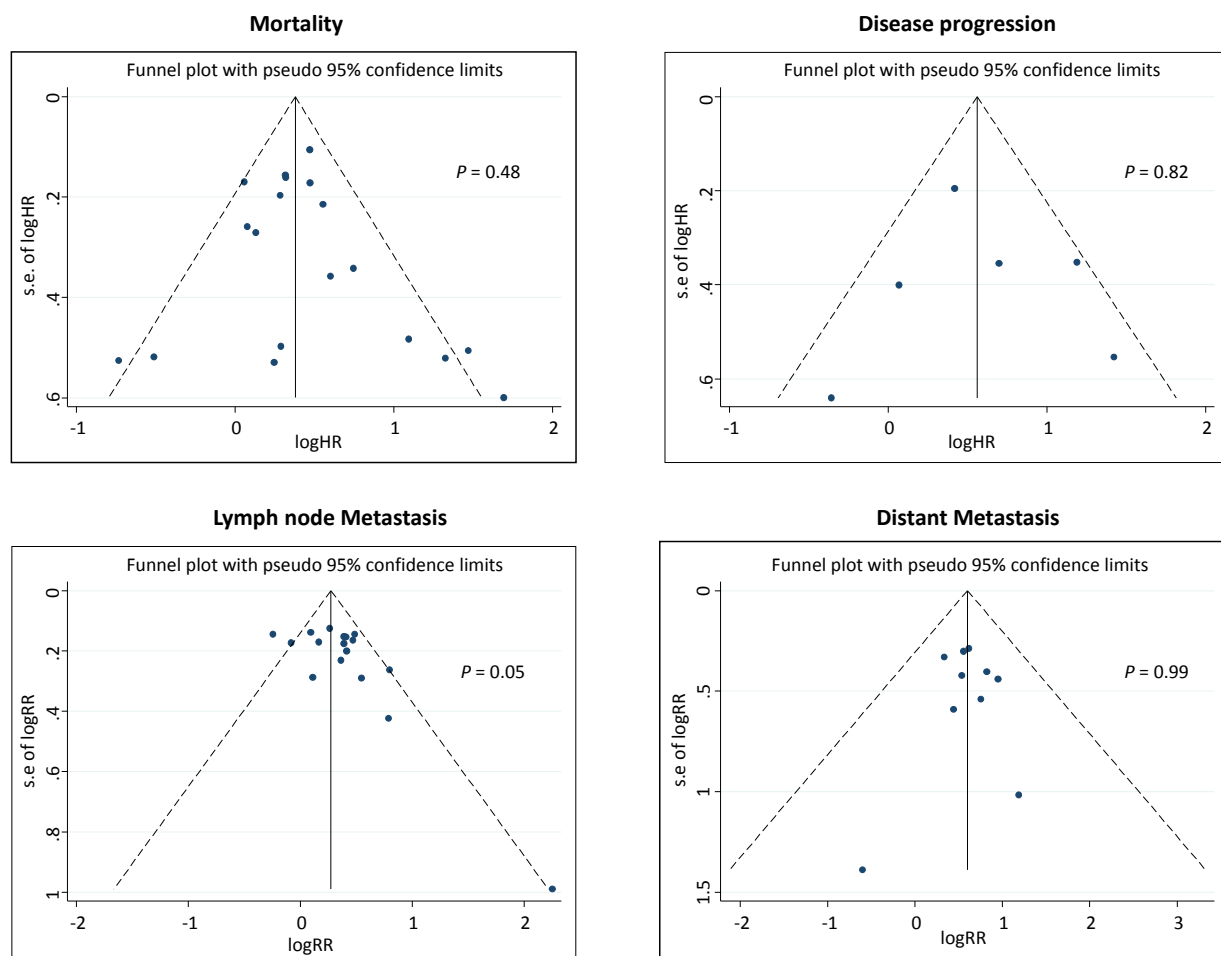 Mortality
Funnel plot with pseudo 95% confidence limits
0
.2
.4
.6
s.e. of logHR
P = 0.48
-1
0
1
2
logHR
Disease progression
Funnel plot with pseudo 95% confidence limits
0
.2
.4
.6
s.e of logHR
P = 0.82
-1
0
1
2
logHR
Lymph node Metastasis
Funnel plot with pseudo 95% confidence limits
0
.2
.4
.6
.8
1
s.e of logRR
P = 0.05
-2
-1
0
1
2
logRR
Distant Metastasis
Funnel plot with pseudo 95% confidence limits
0
5
1
1.5
s.e of logRR
P = 0.99
-2
-1
0
1
2
3
logRR